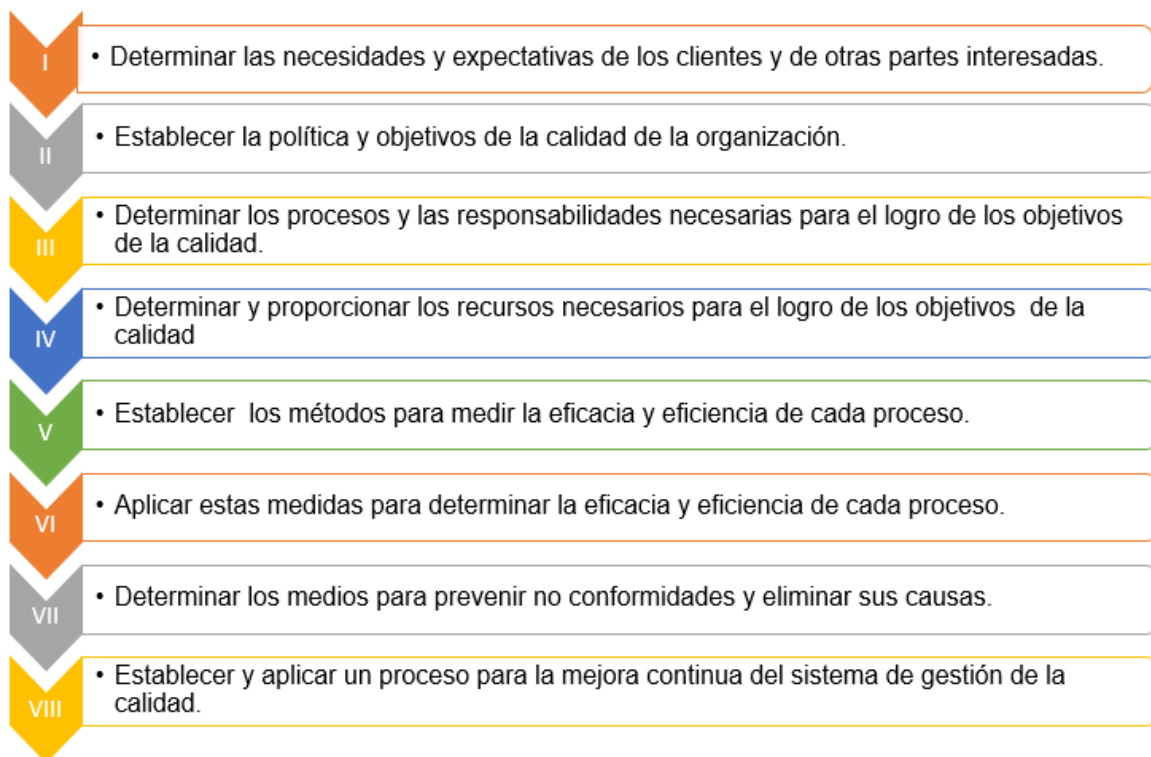 I
• Determinar las necesidades y expectativas de los clientes y de otras partes interesadas.
II
• Establecer la política y objetivos de la calidad de la organización.
III
• Determinar los procesos y las responsabilidades necesarias para el logro de los objetivos
de la calidad.
IV
• Determinar y proporcionar los recursos necesarios para el logro de los objetivos  de la
calidad
V
• Establecer  los métodos para medir la eficacia y eficiencia de cada proceso.
VI
• Aplicar estas medidas para determinar la eficacia y eficiencia de cada proceso.
VII
• Determinar los medios para prevenir no conformidades y eliminar sus causas.
VIII
• Establecer y aplicar un proceso para la mejora continua del sistema de gestión de la
calidad.